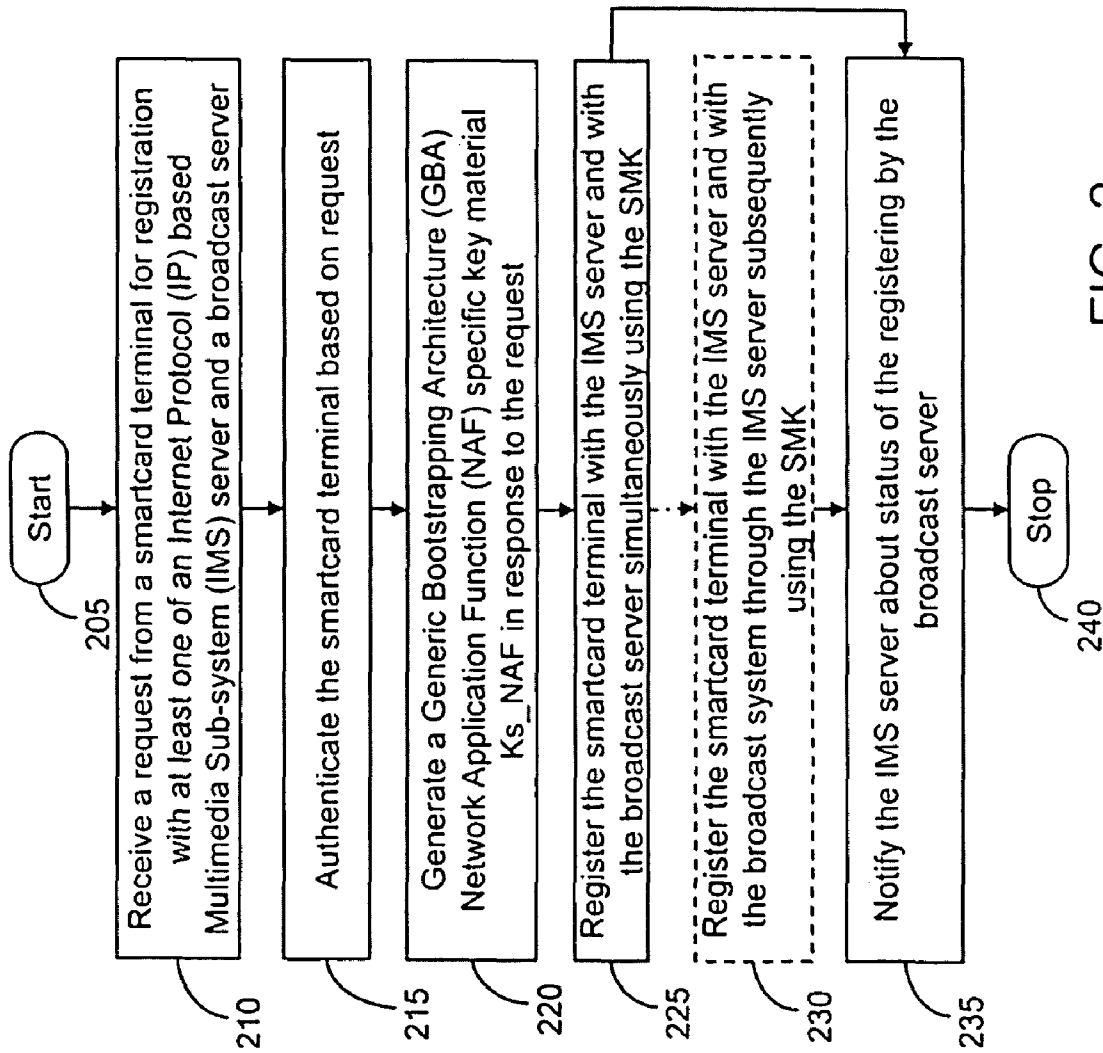 Start
205
Receive a request from a smartcard terminal for registration
with at least one of an Internet Protocol (IP) based
Multimedia Sub-system (IMS) server and a broadcast server
210
Authenticate the smartcard terminal based on request
215
Generate a Generic Bootstrapping Architecture (GBA)
Network Application Function (NAF) specific key material
Ks_NAF in response to the request
220
Register the smartcard terminal with the IMS server and with
the broadcast server simultaneously using the SMK
225
Register the smartcard terminal with the IMS server and with
the broadcast system through the IMS server subsequently
using the SMK
230
Notify the IMS server about status of the registering by the
broadcast server
235
Stop
240